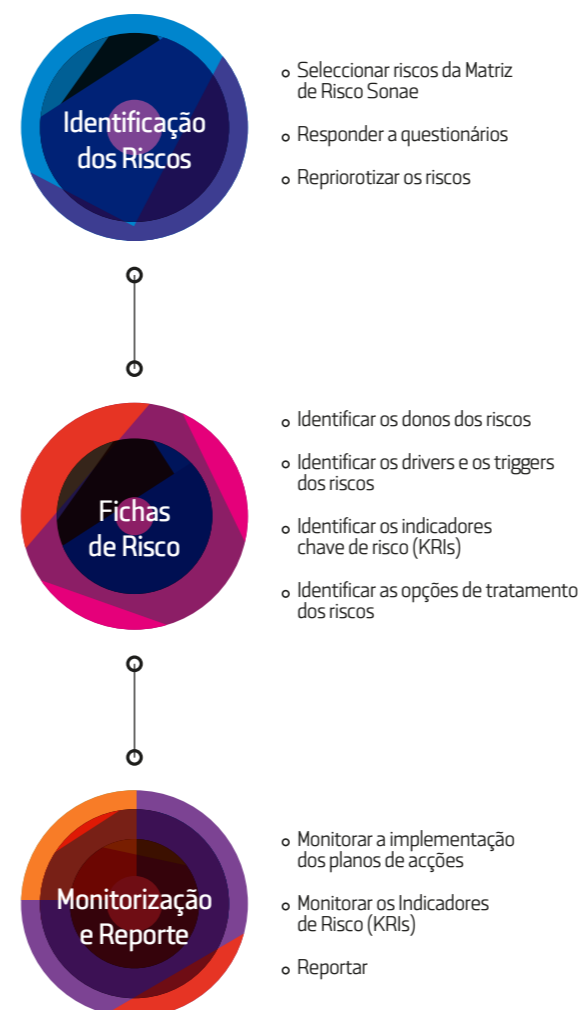 Identificação
dos Riscos
Seleccionar riscos da Matriz
de Risco Sonae
Responder a questionários
Repriorotizar os riscos
Fichas
de Risco
Identificar os donos dos riscos
Identificar os drivers e os triggers
dos riscos
Identificar os indicadores
chave de risco (KRIs)
Identificar as opções de tratamento
dos riscos
Monitorização
e Reporte
Monitorar a implementação
dos planos de acções
Monitorar os Indicadores
de Risco (KRIs)
Reportar